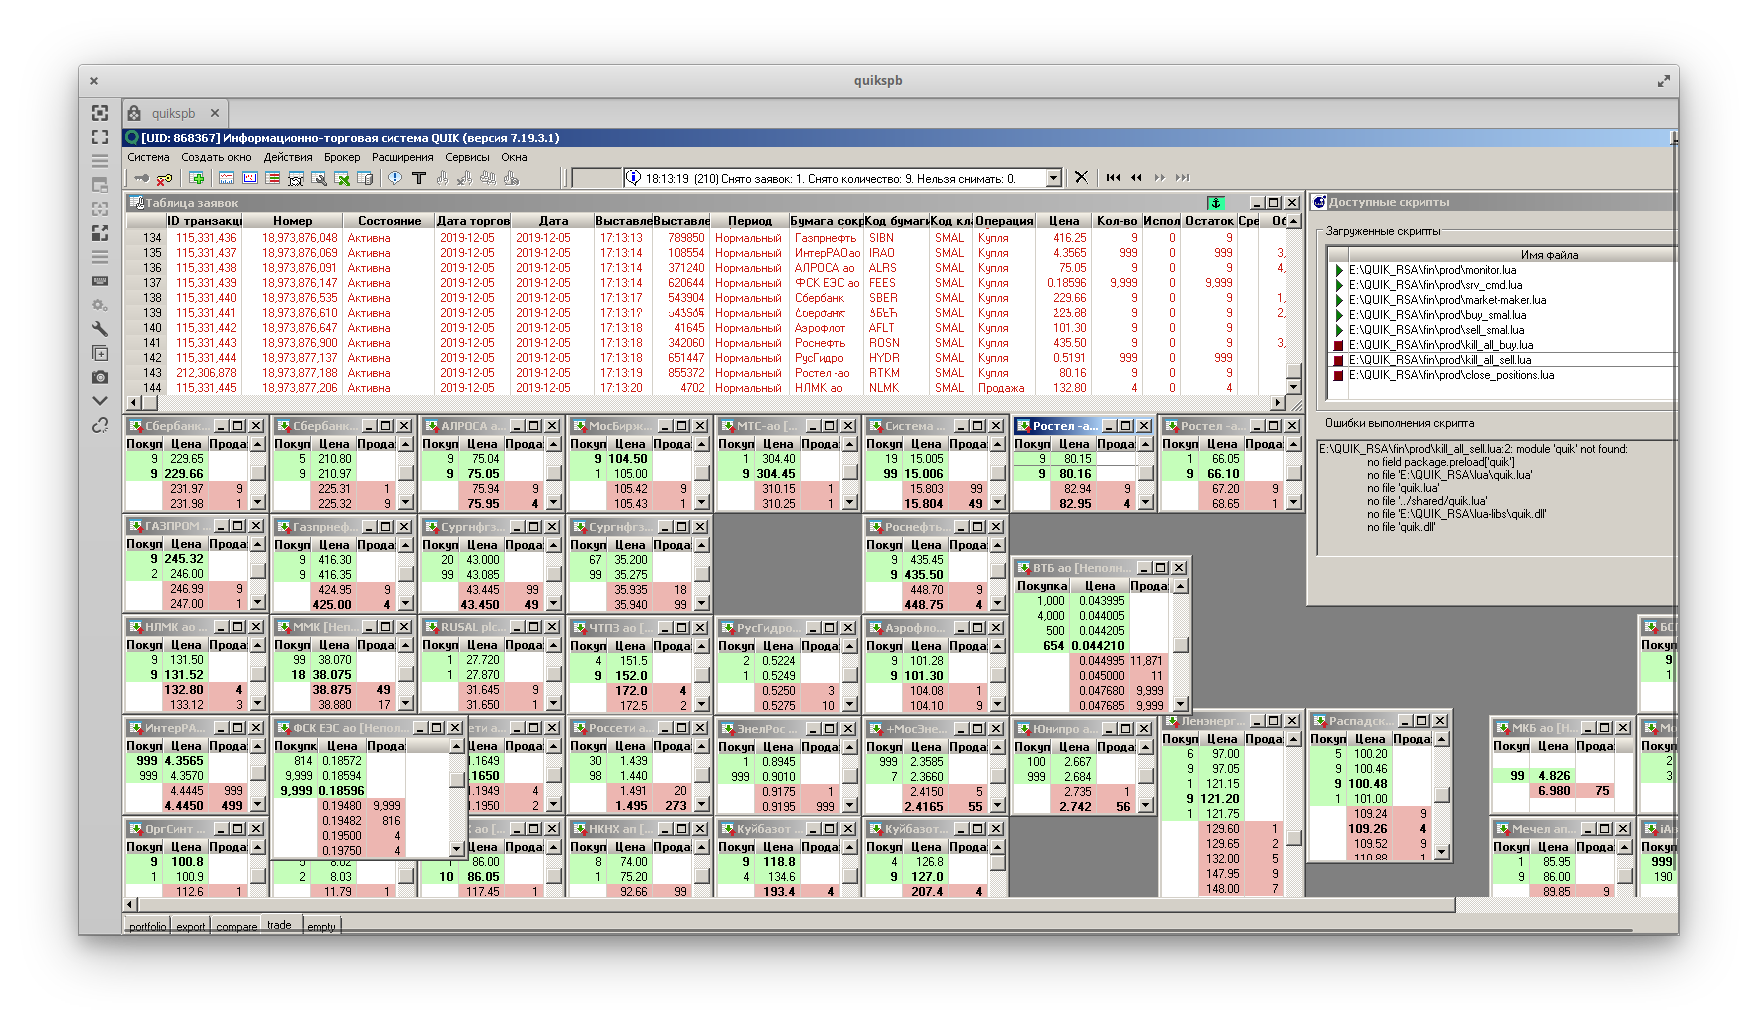 quikspb
quikspb
[UID: 868367] Информационно-торговая система QUIK (версия 7.19.3.1)
Система Создать окно Действия Брокер Расширения Сервисы Окна
18:13:19 (210) Снято заявок: 1. Снято количество: 9. Нельзя снимать: 0.
Таблица заявок
ID транзакц Номер Состояние Дата торгов Дата Выставле Выставле Период Бумага сокр Код бумаги Код кл Операция Цена Кол-во Испол Остаток Сре Об
134 115,331,436 18,973,876,048 Активна 2019-12-05 2019-12-05 17:13:13 789850 Нормальный Газпрнефть SIBN SMAL Купля 416.25 9 0 9
135 115,331,437 18,973,876,069 Активна 2019-12-05 2019-12-05 17:13:14 108554 Нормальный ИнтерРАОао IRAO SMAL Купля 4.3565 999 0 999 3,
136 115,331,438 18,973,876,091 Активна 2019-12-05 2019-12-05 17:13:14 371240 Нормальный АЛРОСА ао ALRS SMAL Купля 75.05 9 0 9 4,
137 115,331,439 18,973,876,147 Активна 2019-12-05 2019-12-05 17:13:14 620644 Нормальный ФСК ЕЭС ао FEES SMAL Купля 0.18596 9,999 0 9,999
138 115,331,440 18,973,876,535 Активна 2019-12-05 2019-12-05 17:13:17 543904 Нормальный Сбербанк SBER SMAL Купля 229.66 9 0 9 1,
139 115,331,441 18,973,876,610 Активна 2019-12-05 2019-12-05 Нормальный SMAL Купля 9 0 9 2,
140 115,331,442 18,973,876,647 Активна 2019-12-05 2019-12-05 17:13:18 41645 Нормальный Аэрофлот AFLT SMAL Купля 101.30 9 0 9
141 115,331,443 18,973,876,900 Активна 2019-12-05 2019-12-05 17:13:18 342060 Нормальный Роснефть ROSN SMAL Купля 435.50 9 0 9 3,
142 115,331,444 18,973,877,137 Активна 2019-12-05 2019-12-05 17:13:18 651447 Нормальный РусГидро HYDR SMAL Купля 0.5191 999 0 999
143 212,306,878 18,973,877,188 Активна 2019-12-05 2019-12-05 17:13:19 855372 Нормальный Ростел -ао RTKM SMAL Купля 80.16 9 0 9
144 115,331,445 18,973,877,206 Активна 2019-12-05 2019-12-05 17:13:20 4702 Нормальный НЛМК ао NLMK SMAL Продажа 132.80 4 0 4
Доступные скрипты
Загруженные скрипты
Имя файла
E:\QUIK_RSA\fin\prod\monitor.lua
E:\QUIK_RSA\fin\prod\srv_cmd.lua
E:\QUIK_RSA\fin\prod\market-maker.lua
E:\QUIK_RSA\fin\prod\buy_smal.lua
E:\QUIK_RSA\fin\prod\sell_smal.lua
E:\QUIK_RSA\fin\prod\kill_all_buy.lua
E:\QUIK_RSA\fin\prod\kill_all_sell.lua
E:\QUIK_RSA\fin\prod\close_positions.lua
Ошибки выполнения скрипта
E:\QUIK_RSA\fin\prod\kill_all_sell.lua:2: module 'quik' not found:
no field package.preload['quik']
no file 'E:\QUIK_RSA\lua\quik.lua'
no file 'quik.lua'
no file '../shared/quik.lua'
no file 'E:\QUIK_RSA\lua-libs\quik.dll'
no file 'quik.dll'
Сбербанк... Сбербанк... АЛРОСА а... МосБирж... МТС-ао [... Система ... Ростел -а... Ростел -а...
Покуп Цена Прода Покуп Цена Прода Покуп Цена Прода Покуп Цена Прода Покуп Цена Прода Покуп Цена Прода Покуп Цена Прода Покуп Цена Прода
9 229.65 5 210.80 9 75.04 9 104.50 1 304.40 19 15.005 9 80.15 1 66.05
9 229.66 9 210.97 9 75.05 1 105.00 9 304.45 99 15.006 9 80.16 9 66.10
231.97 9 225.31 1 75.94 9 105.42 9 310.15 1 15.803 99 82.94 9 67.20 9
231.98 1 225.32 9 75.95 4 105.43 1 310.25 1 15.804 49 82.95 4 68.65 1
ГАЗПРОМ ... Газпрнеф... Сургнфгз... Сургнфгз... Роснефть...
Покуп Цена Прода Покуп Цена Прода Покуп Цена Прода Покуп Цена Прода Покуп Цена Прода
9 245.32 9 416.30 20 43.000 67 35.200 9 435.45
2 246.00 9 416.35 99 43.085 99 35.275 9 435.50
246.99 9 424.95 9 43.445 99 35.935 18 448.70 9
247.00 1 425.00 4 43.450 49 35.940 99 448.75 4
ВТБ ао [Неполн...
Покупка Цена Прода
1,000 0.043995
4,000 0.044005
500 0.044205
654 0.044210
0.044995 11,871
0.045000 11
0.047680 9,999
0.047685 9,999
НЛМК ао ... ММК [Неп... RUSAL plc... ЧТПЗ ао [... РусГидро... Аэрофло...
Покуп Цена Прода Покуп Цена Прода Покуп Цена Прода Покуп Цена Прода Покуп Цена Прода Покуп Цена Прода
9 131.50 99 38.070 1 27.720 4 151.5 2 0.5224 9 101.28
9 131.52 18 38.075 1 27.870 9 152.0 1 0.5249 9 101.30
132.80 4 38.875 49 31.645 9 172.0 4 0.5250 3 104.08 1
133.12 3 38.880 17 31.650 1 172.5 2 0.5275 10 104.10 9
Покуп
9
1
ИнтерРА... ФСК ЕЭС ао [Непол... ети а... Россети а... ЭнелРос ... +МосЭне... Юнипро а...
Покуп Цена Прода Покупк Цена Прода Цена Прода Покуп Цена Прода Покуп Цена Прода Покуп Цена Прода Покуп Цена Прода
999 4.3565 814 0.18572 .1649 30 1.439 1 0.8945 999 2.3585 100 2.667
999 4.3570 9,999 0.18594 .1650 98 1.440 999 0.9010 7 2.3660 999 2.684
4.4445 999 9,999 0.18596 .1949 4 1.491 20 0.9175 1 2.4150 5 2.735 1
4.4450 499 0.19480 9,999 .1950 2 1.495 273 0.9195 999 2.4165 55 2.742 56
0.19482 816
0.19500 4
0.19750 4
Ленэнерг...
Покуп Цена Прода
6 97.00
9 97.05
1 121.15
9 121.20
1 121.75
129.60 1
129.65 2
132.00 5
147.95 9
148.00 7
Распадск...
Покуп Цена Прода
5 100.20
9 100.46
9 100.48
1 101.00
109.24 9
109.26 4
109.52 9
110.88 1
МКБ ао [Н...
Покуп Цена Прода
99 4.826
6.980 75
Покуп
2
3
ОргСинт ... ао [... НКНХ ап [... Куйбазот ... Куйбазот...
Покуп Цена Прода Цена Прода Покуп Цена Прода Покуп Цена Прода Покуп Цена Прода
9 100.8 5 8.02 1 86.00 8 74.00 9 118.8 4 126.8
1 100.9 2 8.03 10 86.05 1 75.20 4 134.6 9 127.0
112.6 1 11.79 1 117.45 1 92.66 99 193.4 4 207.4 4
Мечел ап...
Покуп Цена Прода
1 85.95
9 86.00
89.85 9
iАв
Покуп
999
190
portfolio export compare trade empty